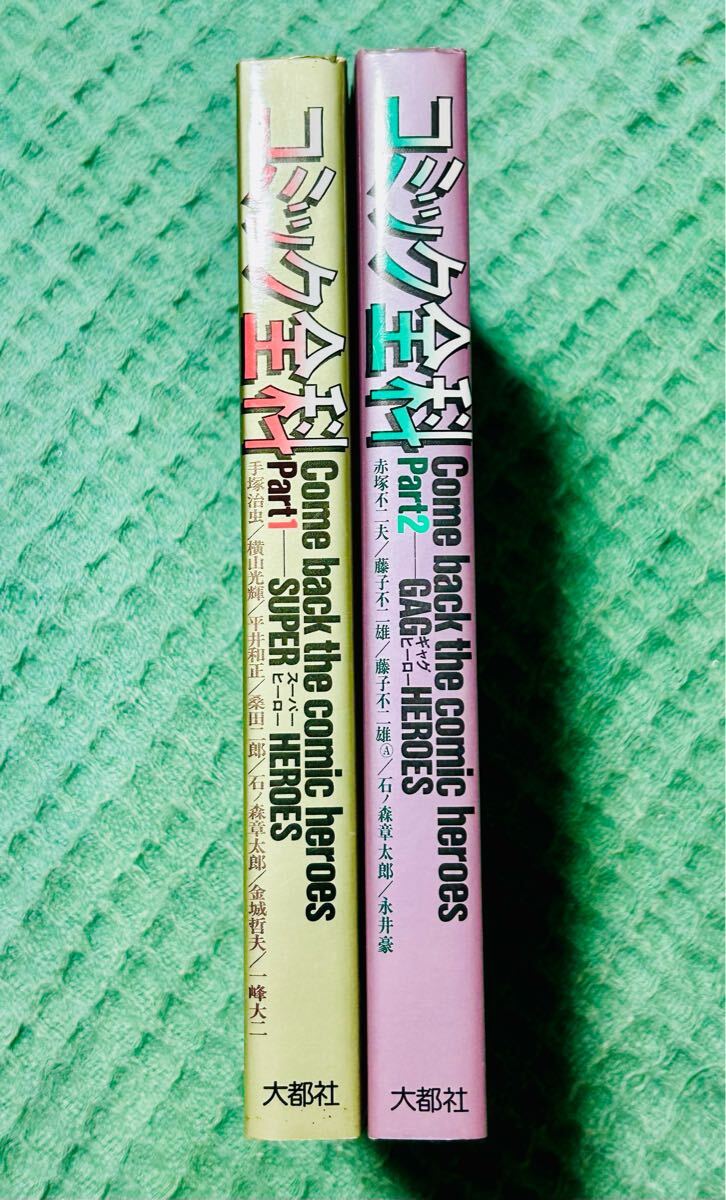 コミック全科
Come back the comic heroes
Part1—SUPER HEROES
スーパー
ヒーロー
手塚治虫/横山光輝/平井和正/桑田二郎/石ノ森章太郎/金城哲夫/一峰大二
大都社
コミック全科
Come back the comic heroes
Part2—GAG HEROES
ギャグ
ヒーロー
赤塚不二夫/藤子不二雄/藤子不二雄Ⓐ/石ノ森章太郎/永井豪
大都社